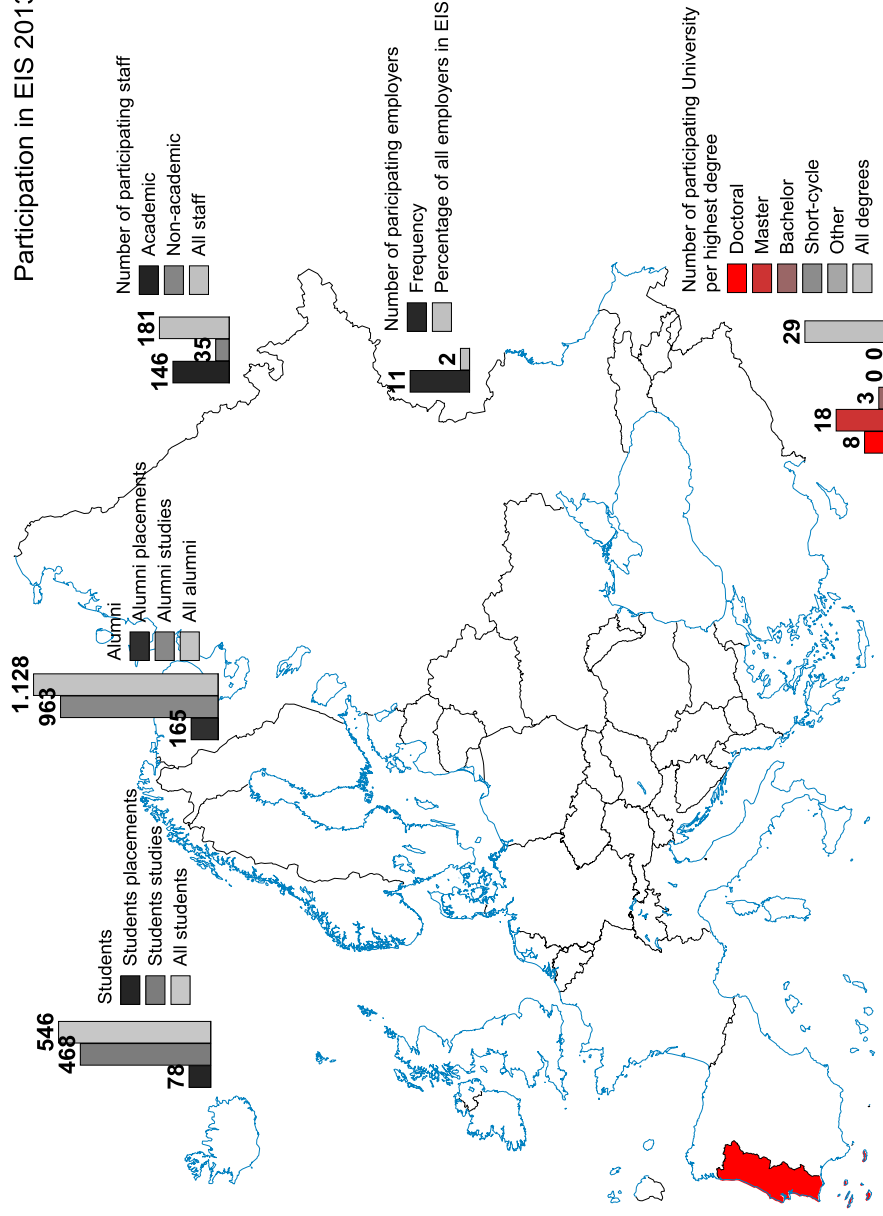 Participation in EIS 2013
Students
Students placements
Students studies
All students
78
468
546
Alumni
Alumni placements
Alumni studies
All alumni
165
963
1.128
Number of participating staff
Academic
Non-academic
All staff
146
35
181
Number of paricipating employers
Frequency
Percentage of all employers in EIS
11
2
Number of participating University
per highest degree
Doctoral
Master
Bachelor
Short-cycle
Other
All degrees
8
18
3
0
0
29